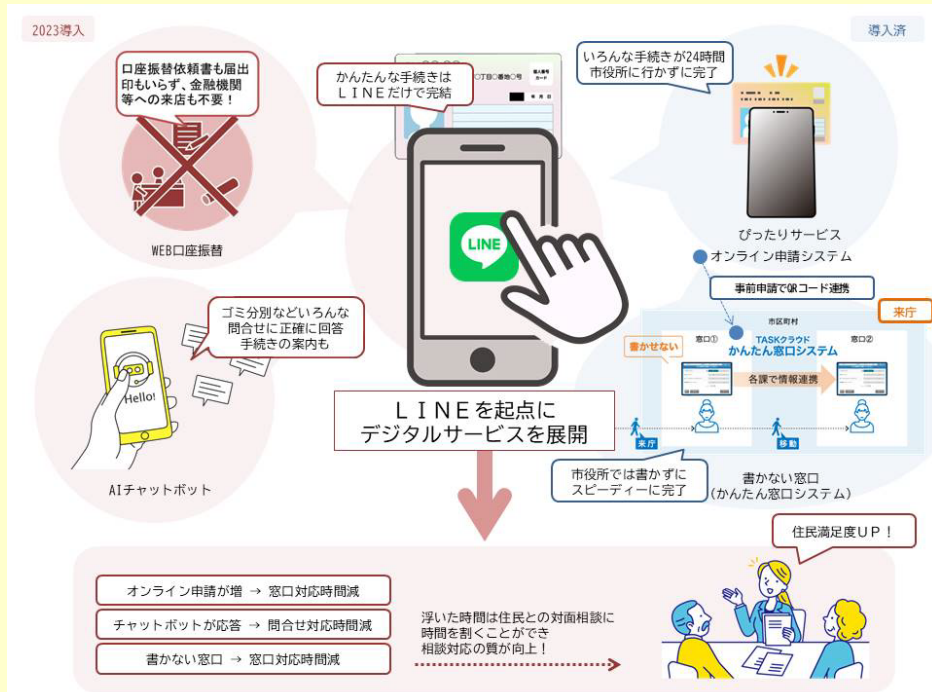 2023導入
導入済
口座振替依頼書も届出
印もいらず、金融機関
等への来店も不要！
WEB口座振替
かんたんな手続きは
ＬＩＮＥだけで完結
○丁目○番地○号
個人番号
カード
LINE
いろんな手続きが24時間
市役所に行かずに完了
ぴったりサービス
オンライン申請システム
事前申請でQRコード連携
来庁
市区町村
書かせない
窓口①
TASKクラウド
かんたん窓口システム
窓口②
各課で情報連携
来庁
移動
市役所では書かずに
スピーディーに完了
書かない窓口
(かんたん窓口システム)
ゴミ分別などいろんな
問合せに正確に回答
手続きの案内も
Hello!
AIチャットボット
ＬＩＮＥを起点に
デジタルサービスを展開
オンライン申請が増 → 窓口対応時間減
チャットボットが応答 → 問合せ対応時間減
書かない窓口 → 窓口対応時間減
浮いた時間は住民との対面相談に
時間を割くことができ
相談対応の質が向上！
住民満足度ＵＰ！